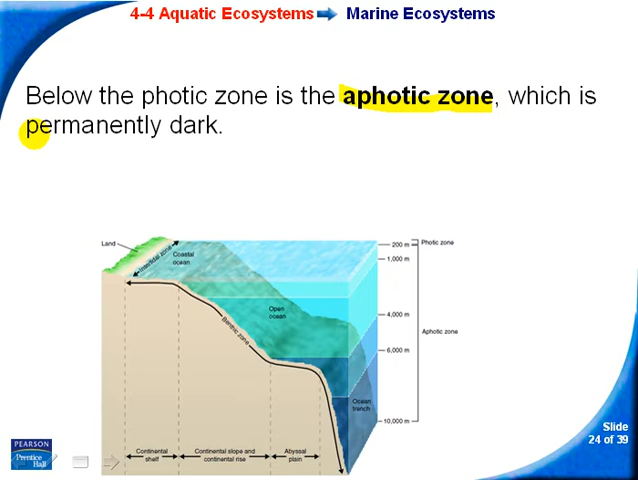 4-4 Aquatic Ecosystems Marine Ecosystems
Below the photic zone is the aphotic zone, which is
permanently dark.
Land
Intertidal zone
Coastal
ocean
Open
ocean
Benthic zone
Ocean
trench
200 m
1,000 m
4,000 m
6,000 m
10,000 m
Photic zone
Aphotic zone
Continental
shelf
Continental slope and
continental rise
Abyssal
plain
PEARSON
Prentice
Hall
Slide
24 of 39